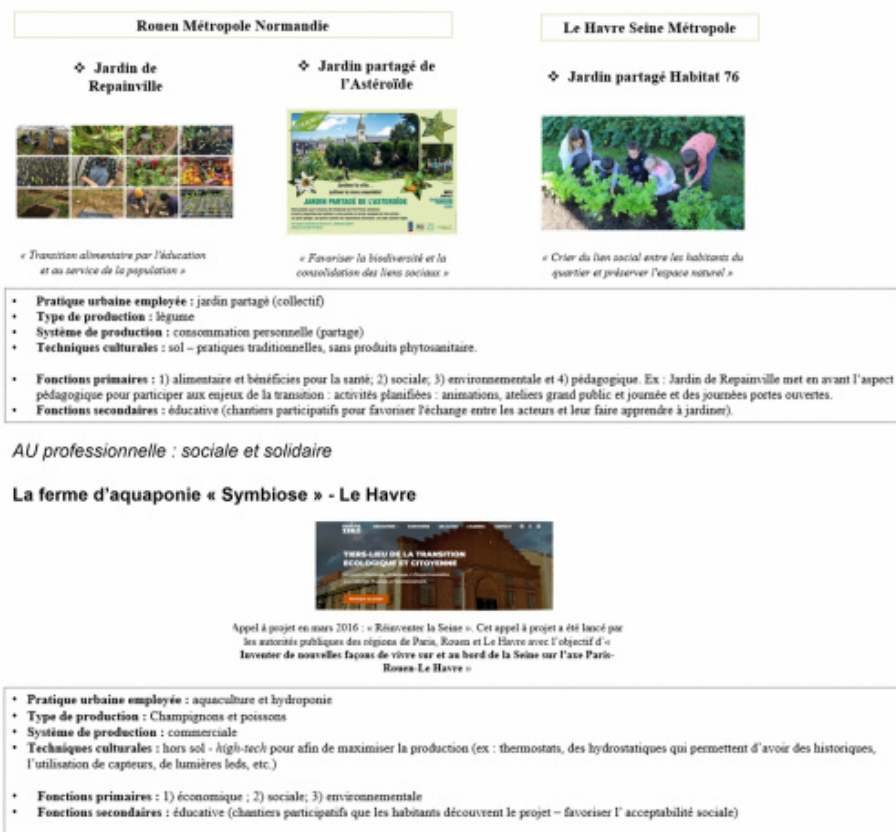 Rouen Métropole Normandie
Le Havre Seine Métropole
❖ Jardin de
Repainville
❖ Jardin partagé de
l'Astéroïde
❖ Jardin partagé Habitat 76
JARDIN PARTAGÉ DE L'ASTÉROÏDE
« Transition alimentaire par l'éducation
et au service de la population »
« Favoriser la biodiversité et la
consolidation des liens sociaux »
« Crier du lien social entre les habitants du
quartier et préserver l'espace naturel »
• Pratique urbaine employée : jardin partagé (collectif)
• Type de production : légume
• Système de production : consommation personnelle (partage)
• Techniques culturales : sol – pratiques traditionnelles, sans produits phytosanitaire.
• Fonctions primaires : 1) alimentaire et bénéficies pour la santé; 2) sociale; 3) environnementale et 4) pédagogique. Ex : Jardin de Repainville met en avant l'aspect
pédagogique pour participer aux enjeux de la transition : activités planifiées : animations, ateliers grand public et journée et des journées portes ouvertes.
• Fonctions secondaires : éducative (chantiers participatifs pour favoriser l'échange entre les acteurs et leur faire apprendre à jardiner).
AU professionnelle : sociale et solidaire
La ferme d'aquaponie « Symbiose » - Le Havre
TIERS-LIEU DE LA TRANSITION
ECOLOGIQUE ET CITOYENNE
Appel à projet en mars 2016 : « Réinventer la Seine ». Cet appel à projet a été lancé par
les autorités publiques des régions de Paris, Rouen et Le Havre avec l'objectif d'«
Inventer de nouvelles façons de vivre sur et au bord de la Seine sur l'axe Paris-
Rouen-Le Havre »
• Pratique urbaine employée : aquaculture et hydroponie
• Type de production : Champignons et poissons
• Système de production : commerciale
• Techniques culturales : hors sol - high-tech pour afin de maximiser la production (ex : thermostats, des hydrostatiques qui permettent d'avoir des historiques,
l'utilisation de capteurs, de lumières leds, etc.)
• Fonctions primaires : 1) économique ; 2) sociale; 3) environnementale
• Fonctions secondaires : éducative (chantiers participatifs que les habitants découvrent le projet – favoriser l' acceptabilité sociale)